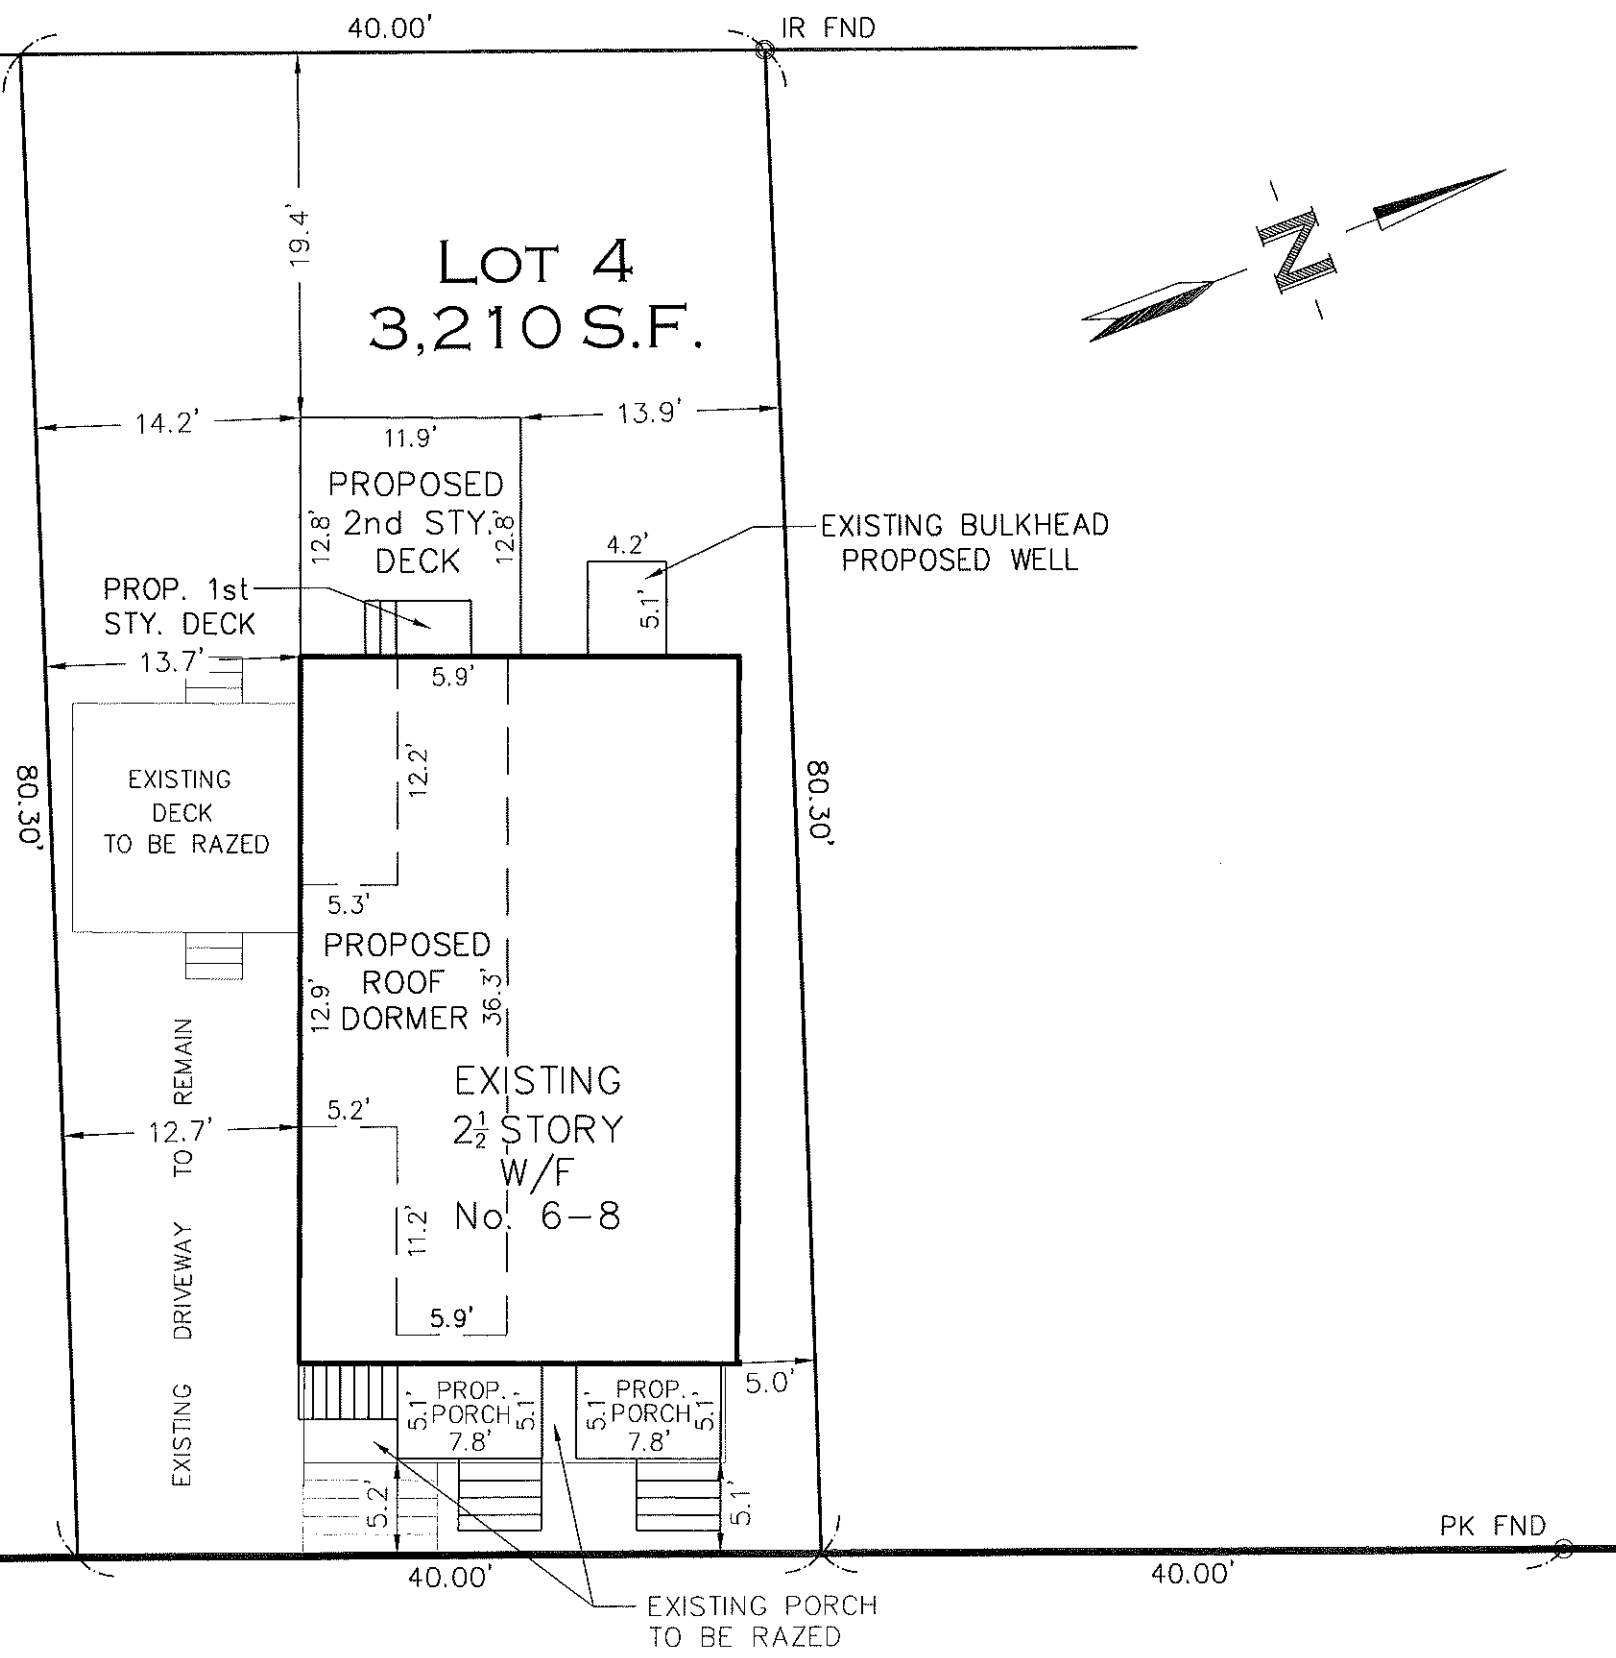 40.00'
IR FND
19.4'
LOT 4
3,210 S.F.
N
14.2'
13.9'
11.9'
PROPOSED
2nd STY.
DECK
12.8'
12.8'
EXISTING BULKHEAD
PROPOSED WELL
4.2'
5.1'
PROP. 1st
STY. DECK
13.7'
5.9'
12.2'
80.30'
80.30'
EXISTING
DECK
TO BE RAZED
5.3'
PROPOSED
ROOF
DORMER
12.9'
36.3'
EXISTING
2½ STORY
W/F
No. 6-8
5.2'
12.7'
11.2'
5.9'
EXISTING DRIVEWAY TO REMAIN
5.0'
5.1'
PROP.
PORCH
7.8'
5.1'
5.1'
PROP.
PORCH
7.8'
5.1'
5.2'
5.1'
PK FND
40.00'
40.00'
EXISTING PORCH
TO BE RAZED